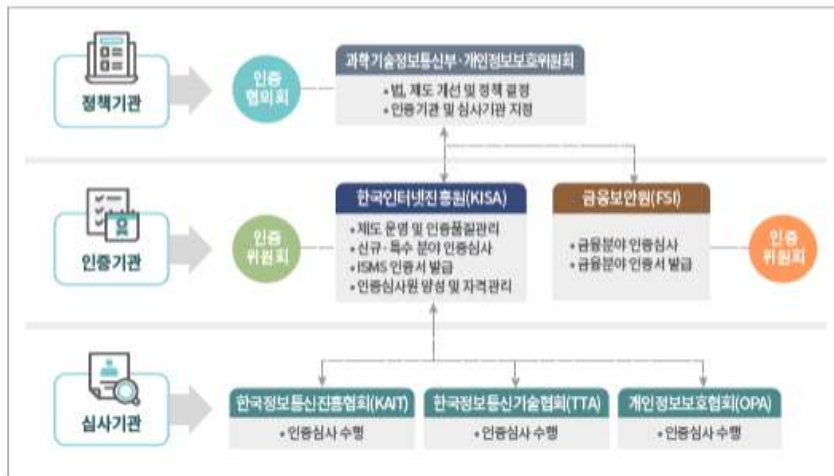 정책기관
인증
협의회
과학기술정보통신부·개인정보보호위원회
• 법, 제도 개선 및 정책 결정
• 인증기관 및 심사기관 지정
인증기관
인증
위원회
한국인터넷진흥원(KISA)
• 제도 운영 및 인증품질관리
• 신규·특수 분야 인증심사
• ISMS 인증서 발급
• 인증심사원 양성 및 자격관리
금융보안원(FSI)
• 금융분야 인증심사
• 금융분야 인증서 발급
인증
위원회
심사기관
한국정보통신진흥협회(KAIT)
• 인증심사 수행
한국정보통신기술협회(TTA)
• 인증심사 수행
개인정보보호협회(OPA)
• 인증심사 수행